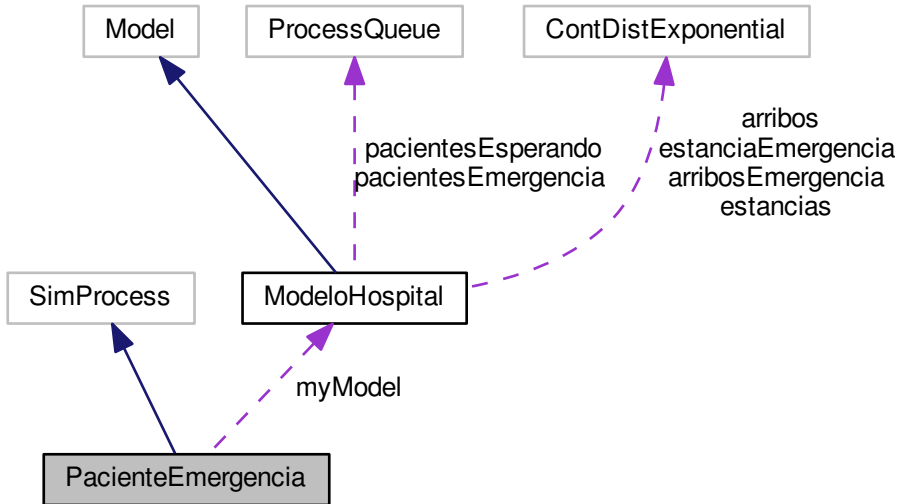 Model
ProcessQueue
ContDistExponential
pacientesEsperando
pacientesEmergencia
arribos
estanciaEmergencia
arribosEmergencia
estancias
SimProcess
ModeloHospital
myModel
PacienteEmergencia